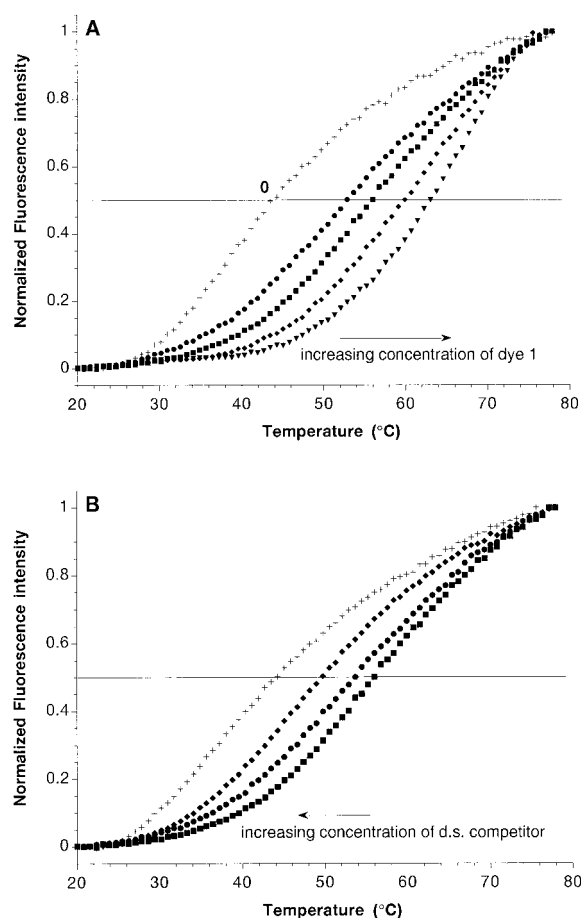 A
1
0.8
0.6
0.4
0.2
0
Normalized Fluorescence intensity
0
increasing concentration of dye 1
20 30 40 50 60 70 80
Temperature (°C)
B
1
0.8
0.6
0.4
0.2
0
Normalized Fluorescence intensity
increasing concentration of d.s. competitor
20 30 40 50 60 70 80
Temperature (°C)